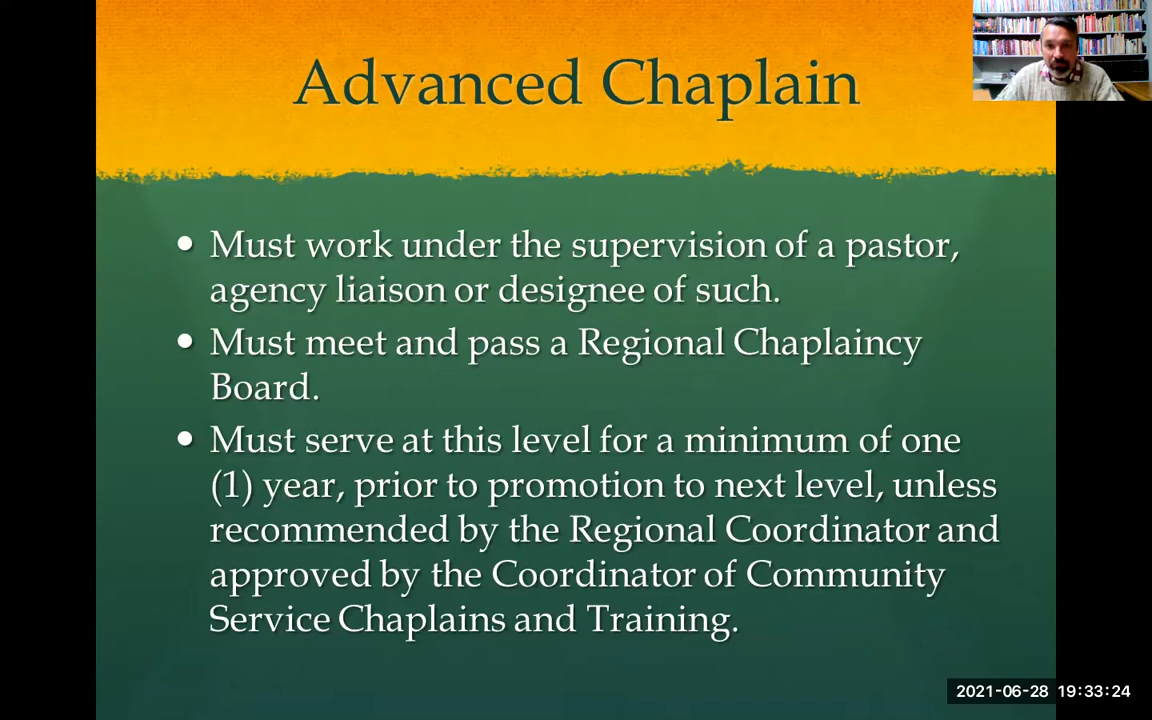 Advanced Chaplain
• Must work under the supervision of a pastor,
agency liaison or designee of such.
• Must meet and pass a Regional Chaplaincy
Board.
• Must serve at this level for a minimum of one
(1) year, prior to promotion to next level, unless
recommended by the Regional Coordinator and
approved by the Coordinator of Community
Service Chaplains and Training.
2021-06-28 19:33:24